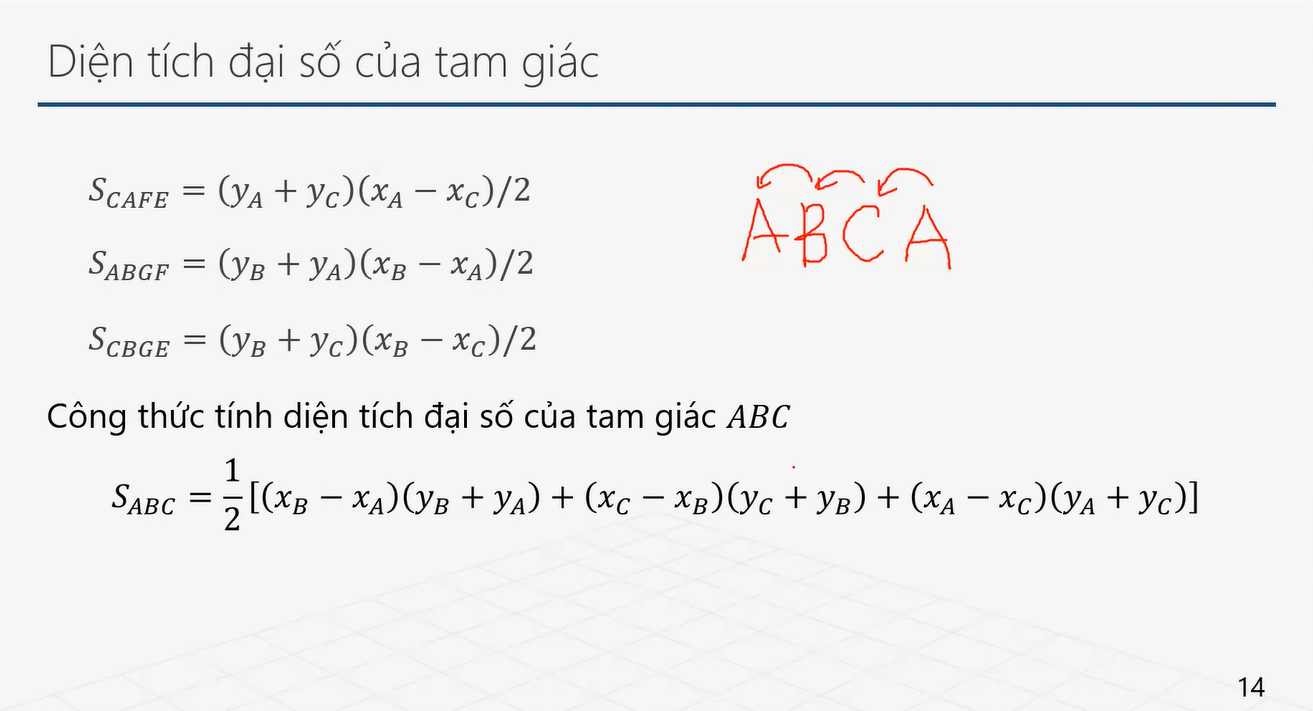 Diện tích đại số của tam giác
S_{CAFE} = (y_A + y_C)(x_A − x_C)/2
A B C A
S_{ABGF} = (y_B + y_A)(x_B − x_A)/2
S_{CBGE} = (y_B + y_C)(x_B − x_C)/2
Công thức tính diện tích đại số của tam giác ABC
S_{ABC} = \frac{1}{2}[(x_B − x_A)(y_B + y_A) + (x_C − x_B)(y_C + y_B) + (x_A − x_C)(y_A + y_C)]
14